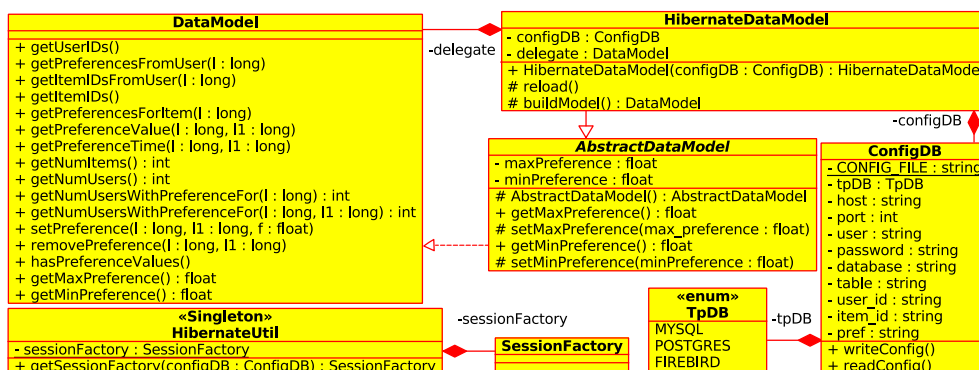 DataModel
+ getUserIDs()
+ getPreferencesFromUser(l : long)
+ getItemIDsFromUser(l : long)
+ getItemIDs()
+ getPreferencesForItem(l : long)
+ getPreferenceValue(l : long, l1 : long)
+ getPreferenceTime(l : long, l1 : long)
+ getNumItems() : int
+ getNumUsers() : int
+ getNumUsersWithPreferenceFor(l : long) : int
+ getNumUsersWithPreferenceFor(l : long, l1 : long) : int
+ setPreference(l : long, l1 : long, f : float)
+ removePreference(l : long, l1 : long)
+ hasPreferenceValues()
+ getMaxPreference() : float
+ getMinPreference() : float
-delegate
HibernateDataModel
- configDB : ConfigDB
- delegate : DataModel
+ HibernateDataModel(configDB : ConfigDB) : HibernateDataModel
# reload()
# buildModel() : DataModel
-configDB
AbstractDataModel
- maxPreference : float
- minPreference : float
# AbstractDataModel() : AbstractDataModel
+ getMaxPreference() : float
# setMaxPreference(max_preference : float)
+ getMinPreference() : float
# setMinPreference(minPreference : float)
ConfigDB
- CONFIG_FILE : string
- tpDB : TpDB
- host : string
- port : int
- user : string
- password : string
- database : string
- table : string
- user_id : string
- item_id : string
- pref : string
+ writeConfig()
+ readConfig()
«Singleton»
HibernateUtil
- sessionFactory : SessionFactory
+ getSessionFactory(configDB : ConfigDB) : SessionFactory
-sessionFactory
SessionFactory
«enum»
TpDB
MYSQL
POSTGRES
FIREBIRD
-tpDB